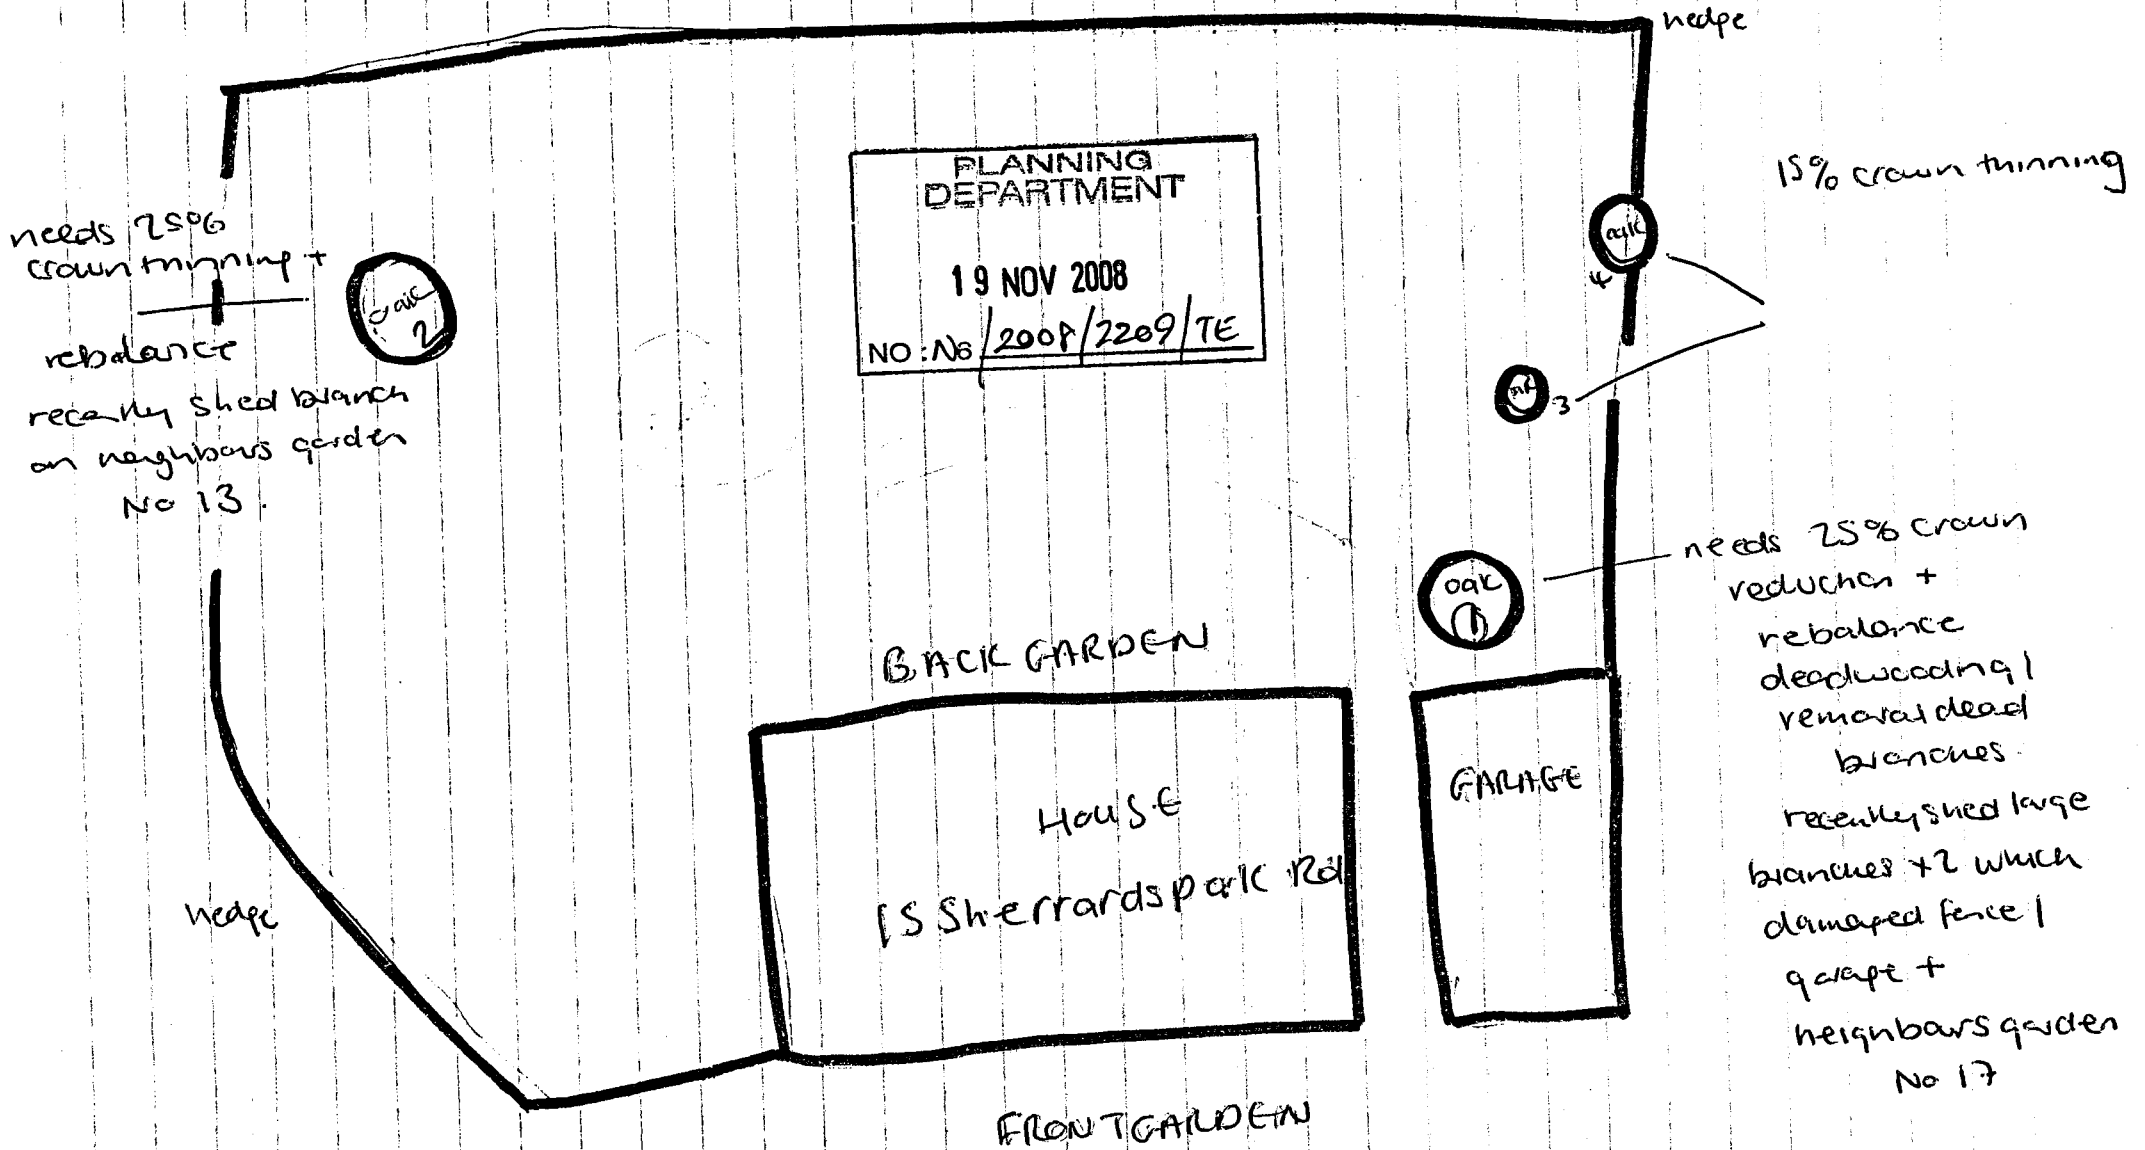 hedge
PLANNING
DEPARTMENT
19 NOV 2008
NO: N6/2008/2209/TE
15% crown thinning
oak
4
needs 25%
crown thinning +
rebalance
recently shed branch
on neighbours garden
No 13.
oak
2
oak
3
oak
1
needs 25% crown
reduction +
rebalance
deadwooding/
removal dead
branches.
recently shed large
branches x2 which
damaged fence/
garage +
neighbours garden
No 17
BACK GARDEN
HOUSE
15 Sherrardspark Rd
GARAGE
hedge
FRONT GARDEN